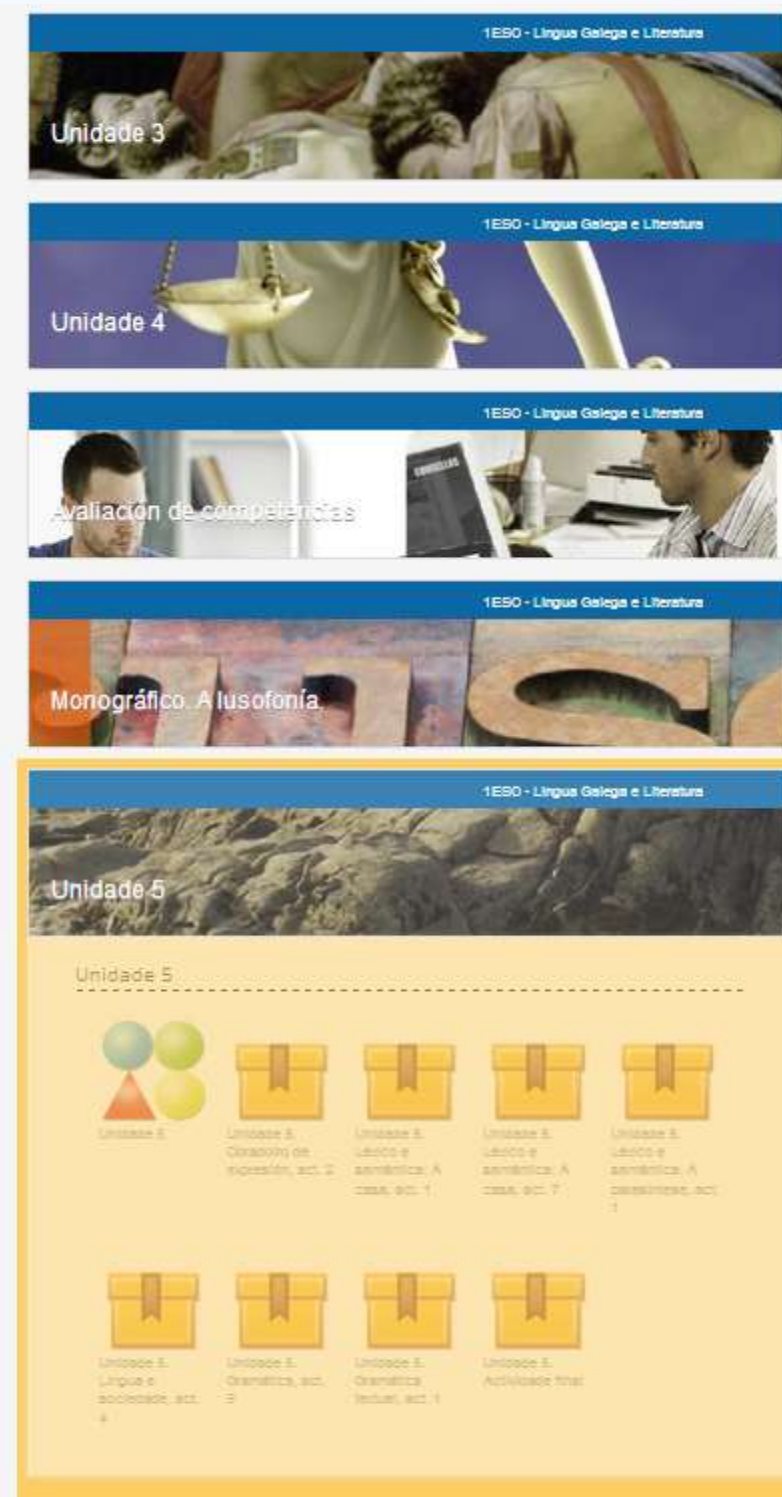 1ESO - Lingua Galega e Literatura
Unidade 3
1ESO - Lingua Galega e Literatura
Unidade 4
1ESO - Lingua Galega e Literatura
CONSELLOS
Avaliación de competencias
1ESO - Lingua Galega e Literatura
Monográfico. A lusofonía.
1ESO - Lingua Galega e Literatura
Unidade 5
Unidade 5
Unidade 5
Unidade 5.
Obradoiro de
expresión, act. 2
Unidade 5.
Léxico e
semántica: A
casa, act. 1
Unidade 5.
Léxico e
semántica: A
casa, act. 7
Unidade 5.
Léxico e
semántica: A
parasíntese, act.
1
Unidade 5.
Lingua e
sociedade, act.
4
Unidade 5.
Gramática, act.
Unidade 5.
Gramática
textual, act. 1
Unidade 5.
Actividade final